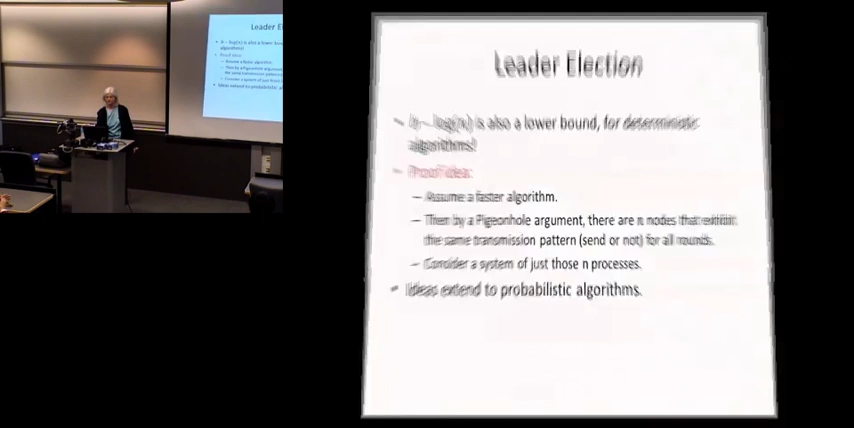 Leader Election
– log(n) is also a lower bound, for deterministic
algorithms!
– Proof idea:
– Assume a faster algorithm.
– Then by a Pigeonhole argument, there are n nodes that exhibit
the same transmission pattern (send or not) for all rounds.
– Consider a system of just those n processes.
• Ideas extend to probabilistic algorithms.